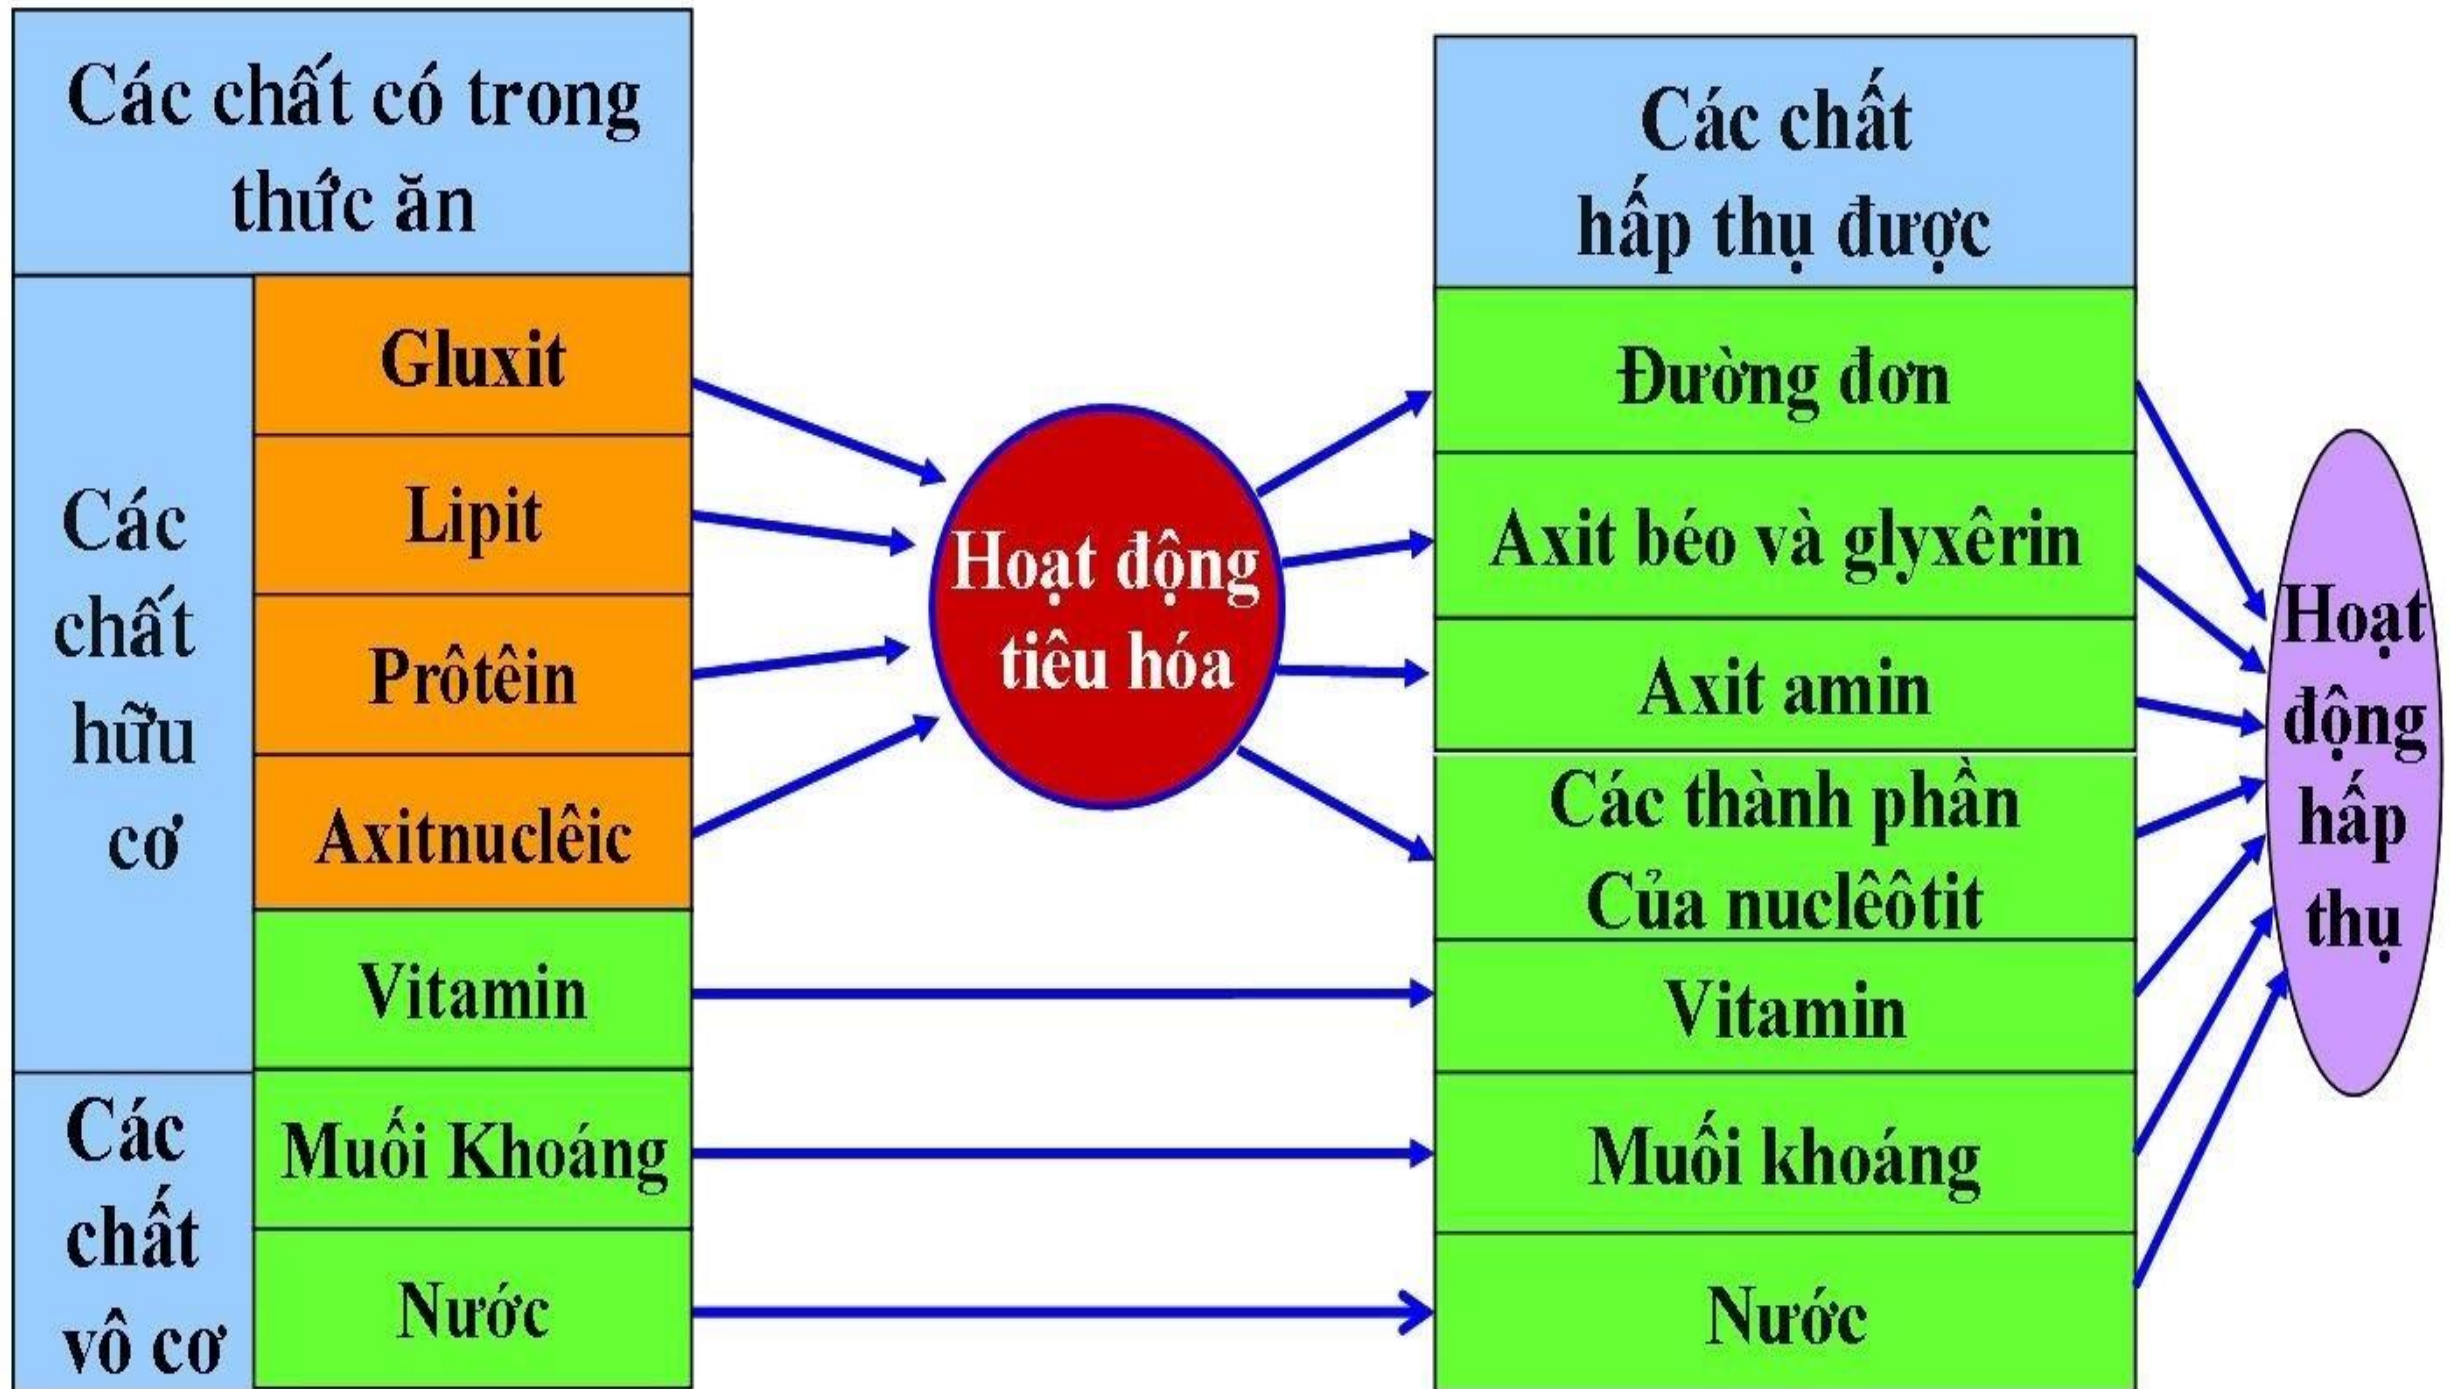 Các chất có trong
thức ăn
Các
chất
hữu
cơ
Gluxit
Lipit
Prôtêin
Axitnuclêic
Vitamin
Các
chất
vô cơ
Muối Khoáng
Nước
Hoạt động
tiêu hóa
Các chất
hấp thụ được
Đường đơn
Axit béo và glyxêrin
Axit amin
Các thành phần
Của nuclêôtit
Vitamin
Muối khoáng
Nước
Hoạt
động
hấp
thụ